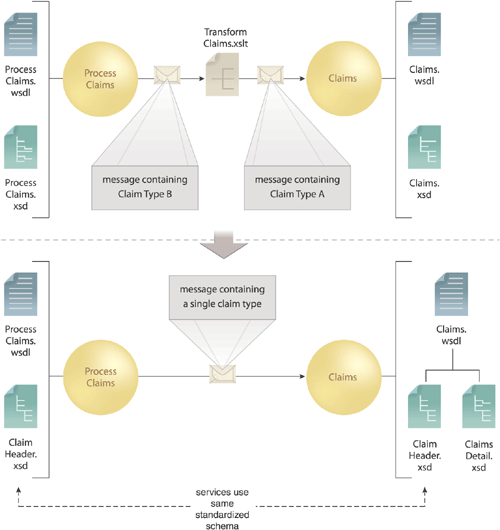 Transform
Claims.xslt
Process
Claims.
wsdl
Process
Claims
Claims
Claims.
wsdl
Process
Claims.
xsd
message containing
Claim Type B
message containing
Claim Type A
Claims.
xsd
message containing
a single claim type
Process
Claims.
wsdl
Process
Claims
Claims
Claims.
wsdl
Claim
Header.
xsd
Claim
Header.
xsd
Claims
Detail.
xsd
services use
same
standardized
schema